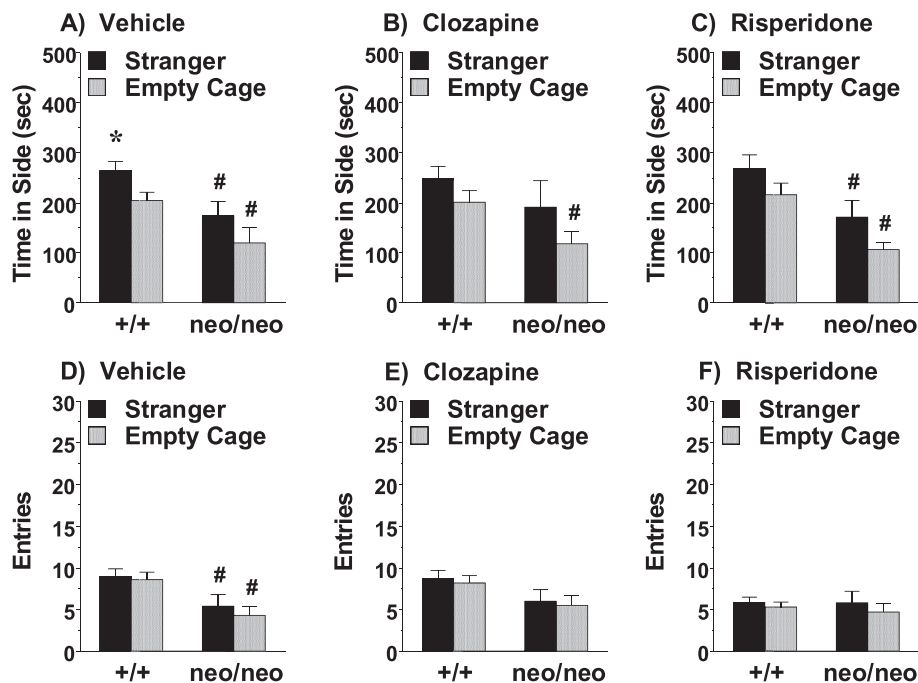 A) Vehicle
500
400
300
200
100
0
Time in Side (sec)
Stranger
Empty Cage
*
#
#
+/+
neo/neo
B) Clozapine
500
400
300
200
100
0
Time in Side (sec)
Stranger
Empty Cage
#
+/+
neo/neo
C) Risperidone
500
400
300
200
100
0
Time in Side (sec)
Stranger
Empty Cage
#
#
+/+
neo/neo
D) Vehicle
30
25
20
15
10
5
0
Entries
Stranger
Empty Cage
#
#
+/+
neo/neo
E) Clozapine
30
25
20
15
10
5
0
Entries
Stranger
Empty Cage
+/+
neo/neo
F) Risperidone
30
25
20
15
10
5
0
Entries
Stranger
Empty Cage
+/+
neo/neo